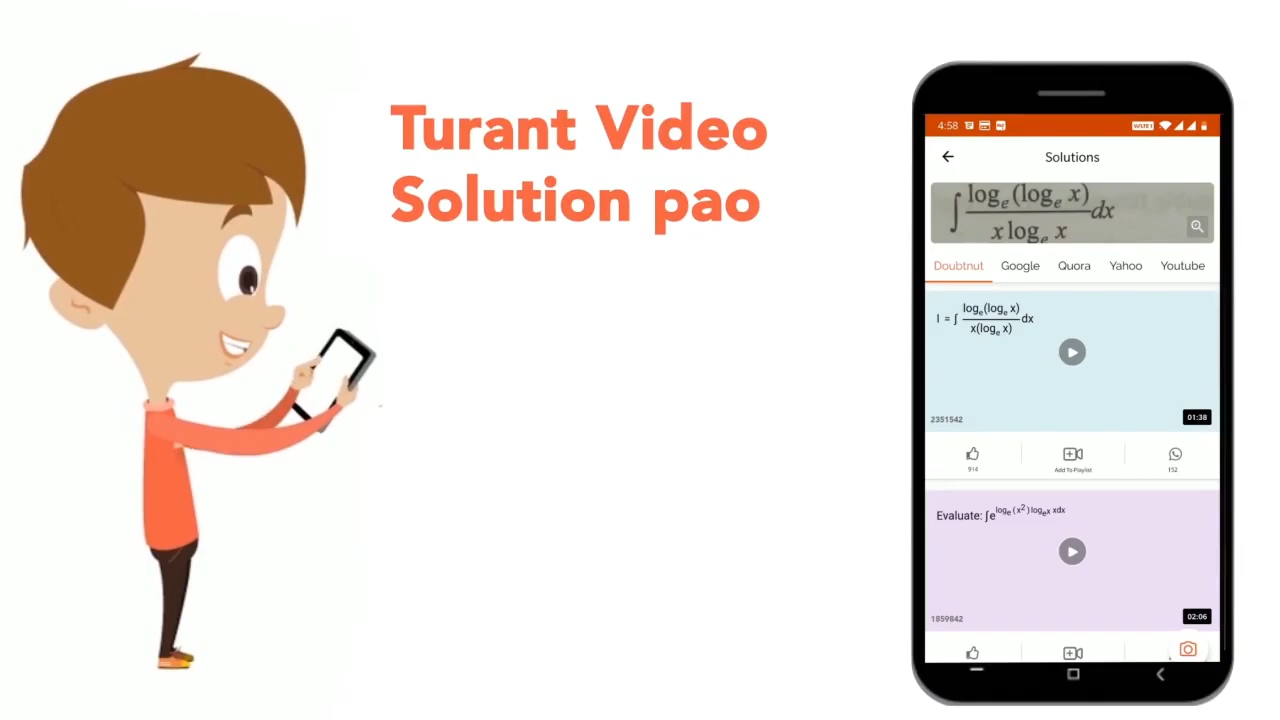 Turant Video
Solution pao
4:58
VoLTE1
Solutions
∫ logₑ(logₑ x) / x logₑ x dx
Doubtnut Google Quora Yahoo Youtube
I = ∫ logₑ(logₑ x) / x(logₑ x) dx
2351542 01:38
914 Add To Playlist 152
Evaluate: ∫e^logₑ(x²)logₑx xdx
1859842 02:06